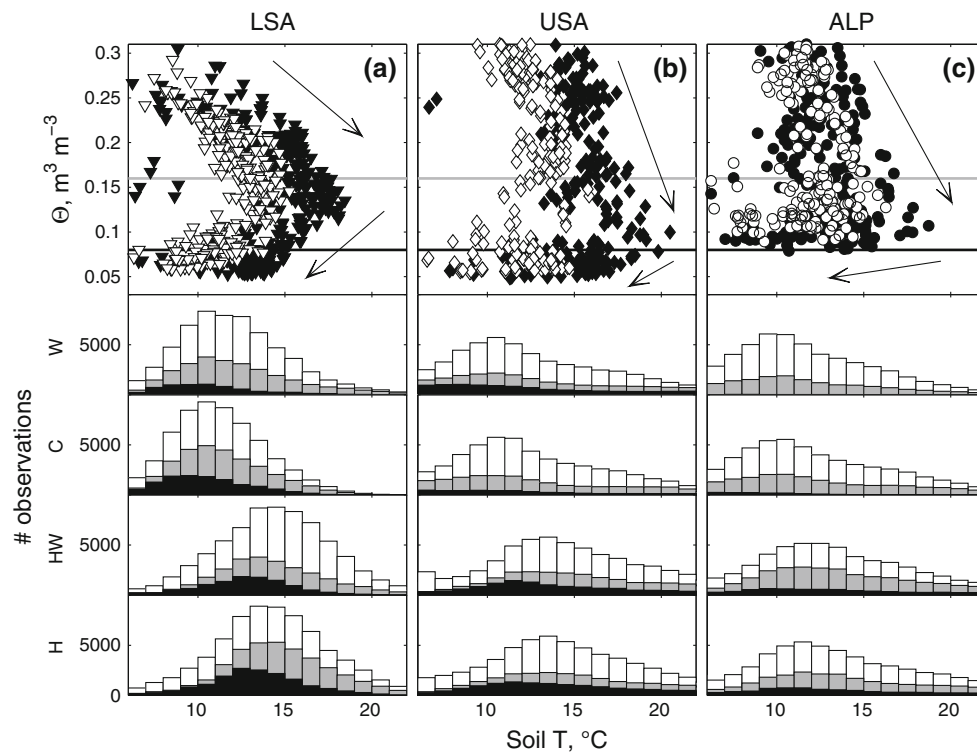 LSA USA ALP
(a) (b) (c)
0.3
0.25
0.2
0.15
0.1
0.05
Θ, m³ m⁻³
W
5000
C
5000
HW
5000
H
5000
0
# observations
10 15 20 10 15 20 10 15 20
Soil T, °C